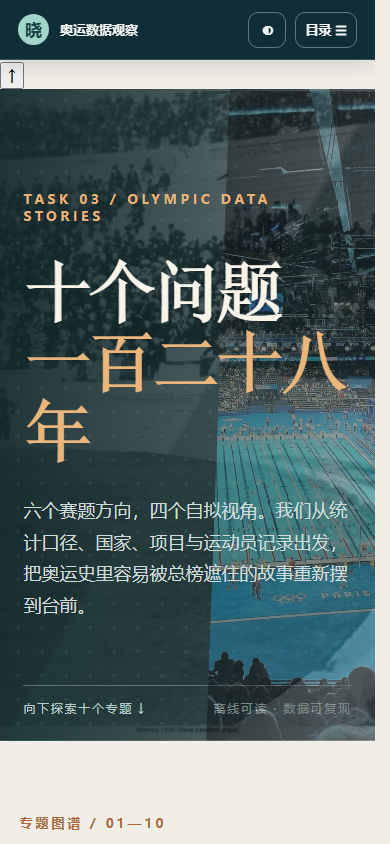 晓 奥运数据观察 目录 ☰
↑
TASK 03 / OLYMPIC DATA
STORIES
十个问题
一百二十八
年
六个赛题方向，四个自拟视角。我们从统
计口径、国家、项目与运动员记录出发，
把奥运史里容易被总榜遮住的故事重新摆
到台前。
PARIS
向下探索十个专题 ↓ 离线可读 · 数据可复现
专题图谱 / 01—10